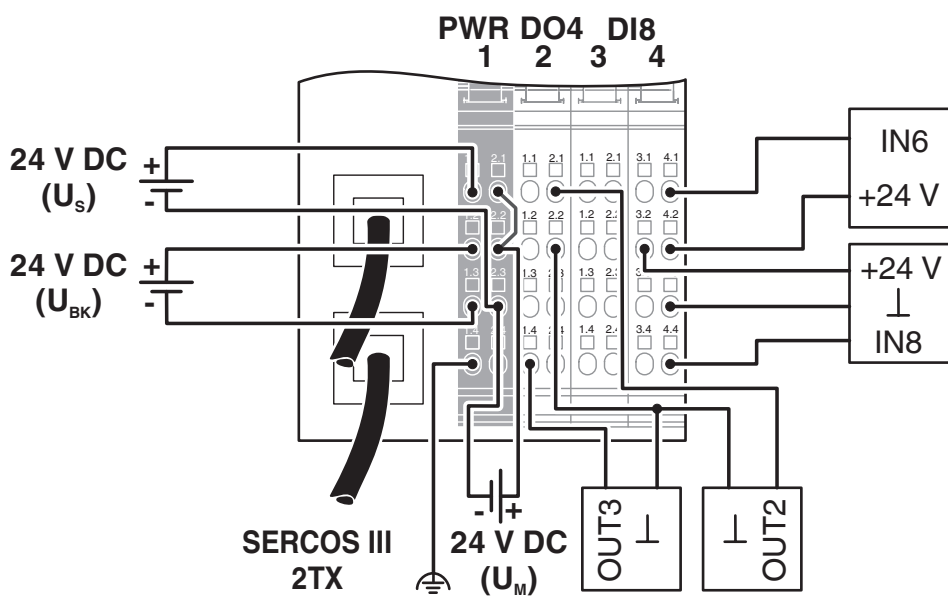 PWR DO4 DI8
1 2 3 4
2.1 1.1 2.1 1.1 2.1 3.1 4.1
1.2 2.2 1.2 2.2 1.2 2.2 3.2 4.2
1.3 2.3 1.3 1.3 2.3 4.3
1.4 1.4 2.4 3.4 4.4
24 V DC
(US)
+
-
24 V DC
(UBK)
+
-
IN6
+24 V
+24 V
⊥
IN8
SERCOS III
2TX
- +
24 V DC
(UM)
OUT3 ⊥
⊥ OUT2